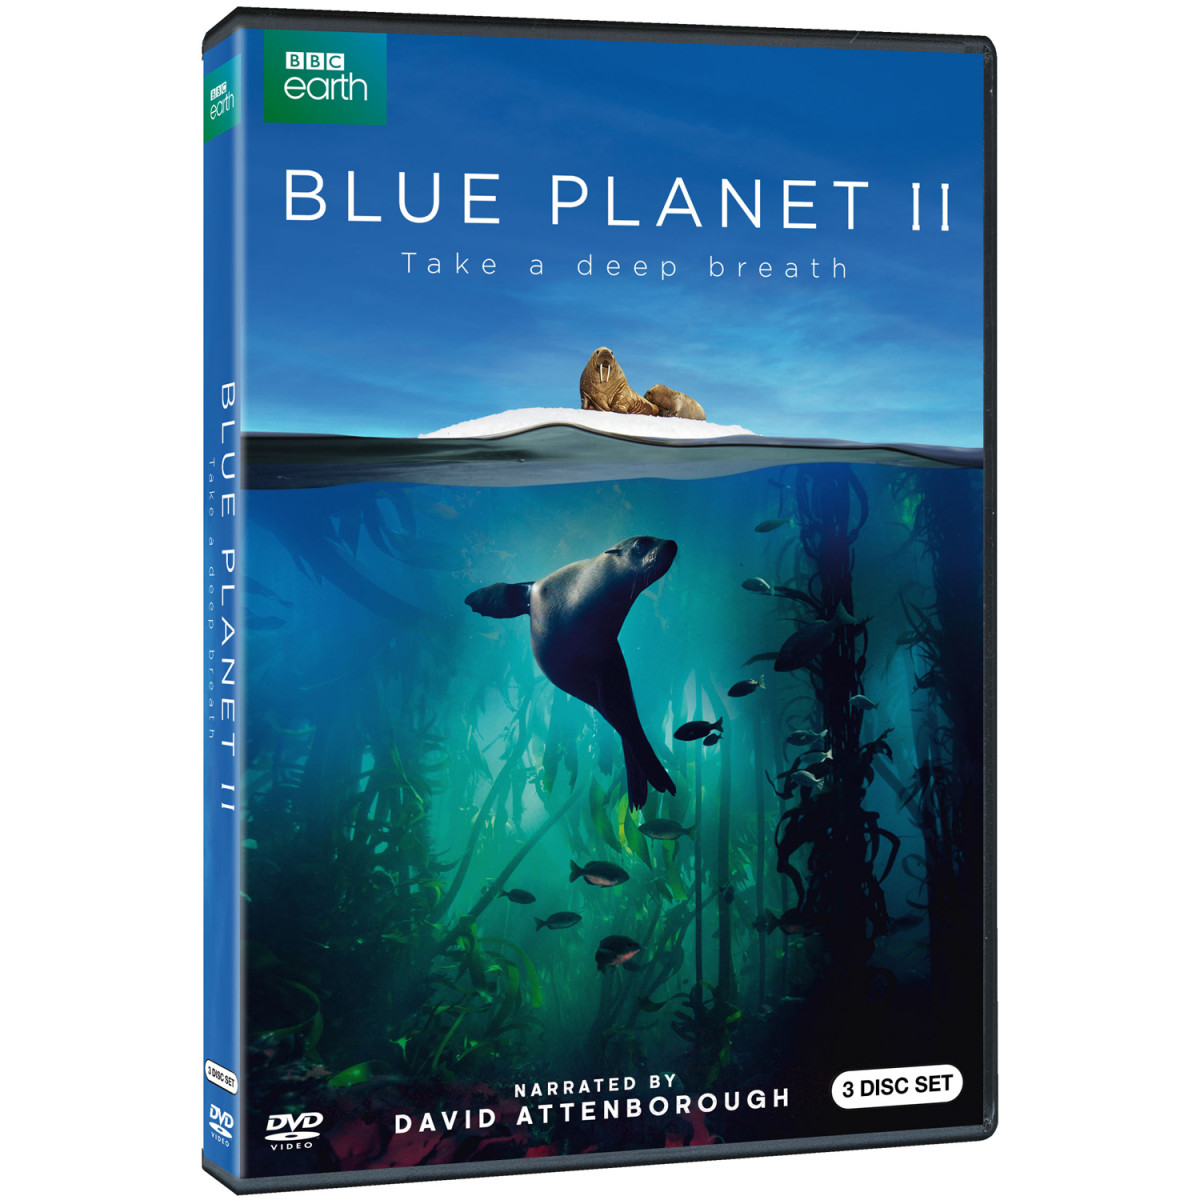 BBC
earth
BLUE PLANET II
Take a deep breath
NARRATED BY
DAVID ATTENBOROUGH
3 DISC SET
DVD
VIDEO
BBC
earth
BLUE PLANET II
Take a deep breath
3 DISC SET
DVD
VIDEO